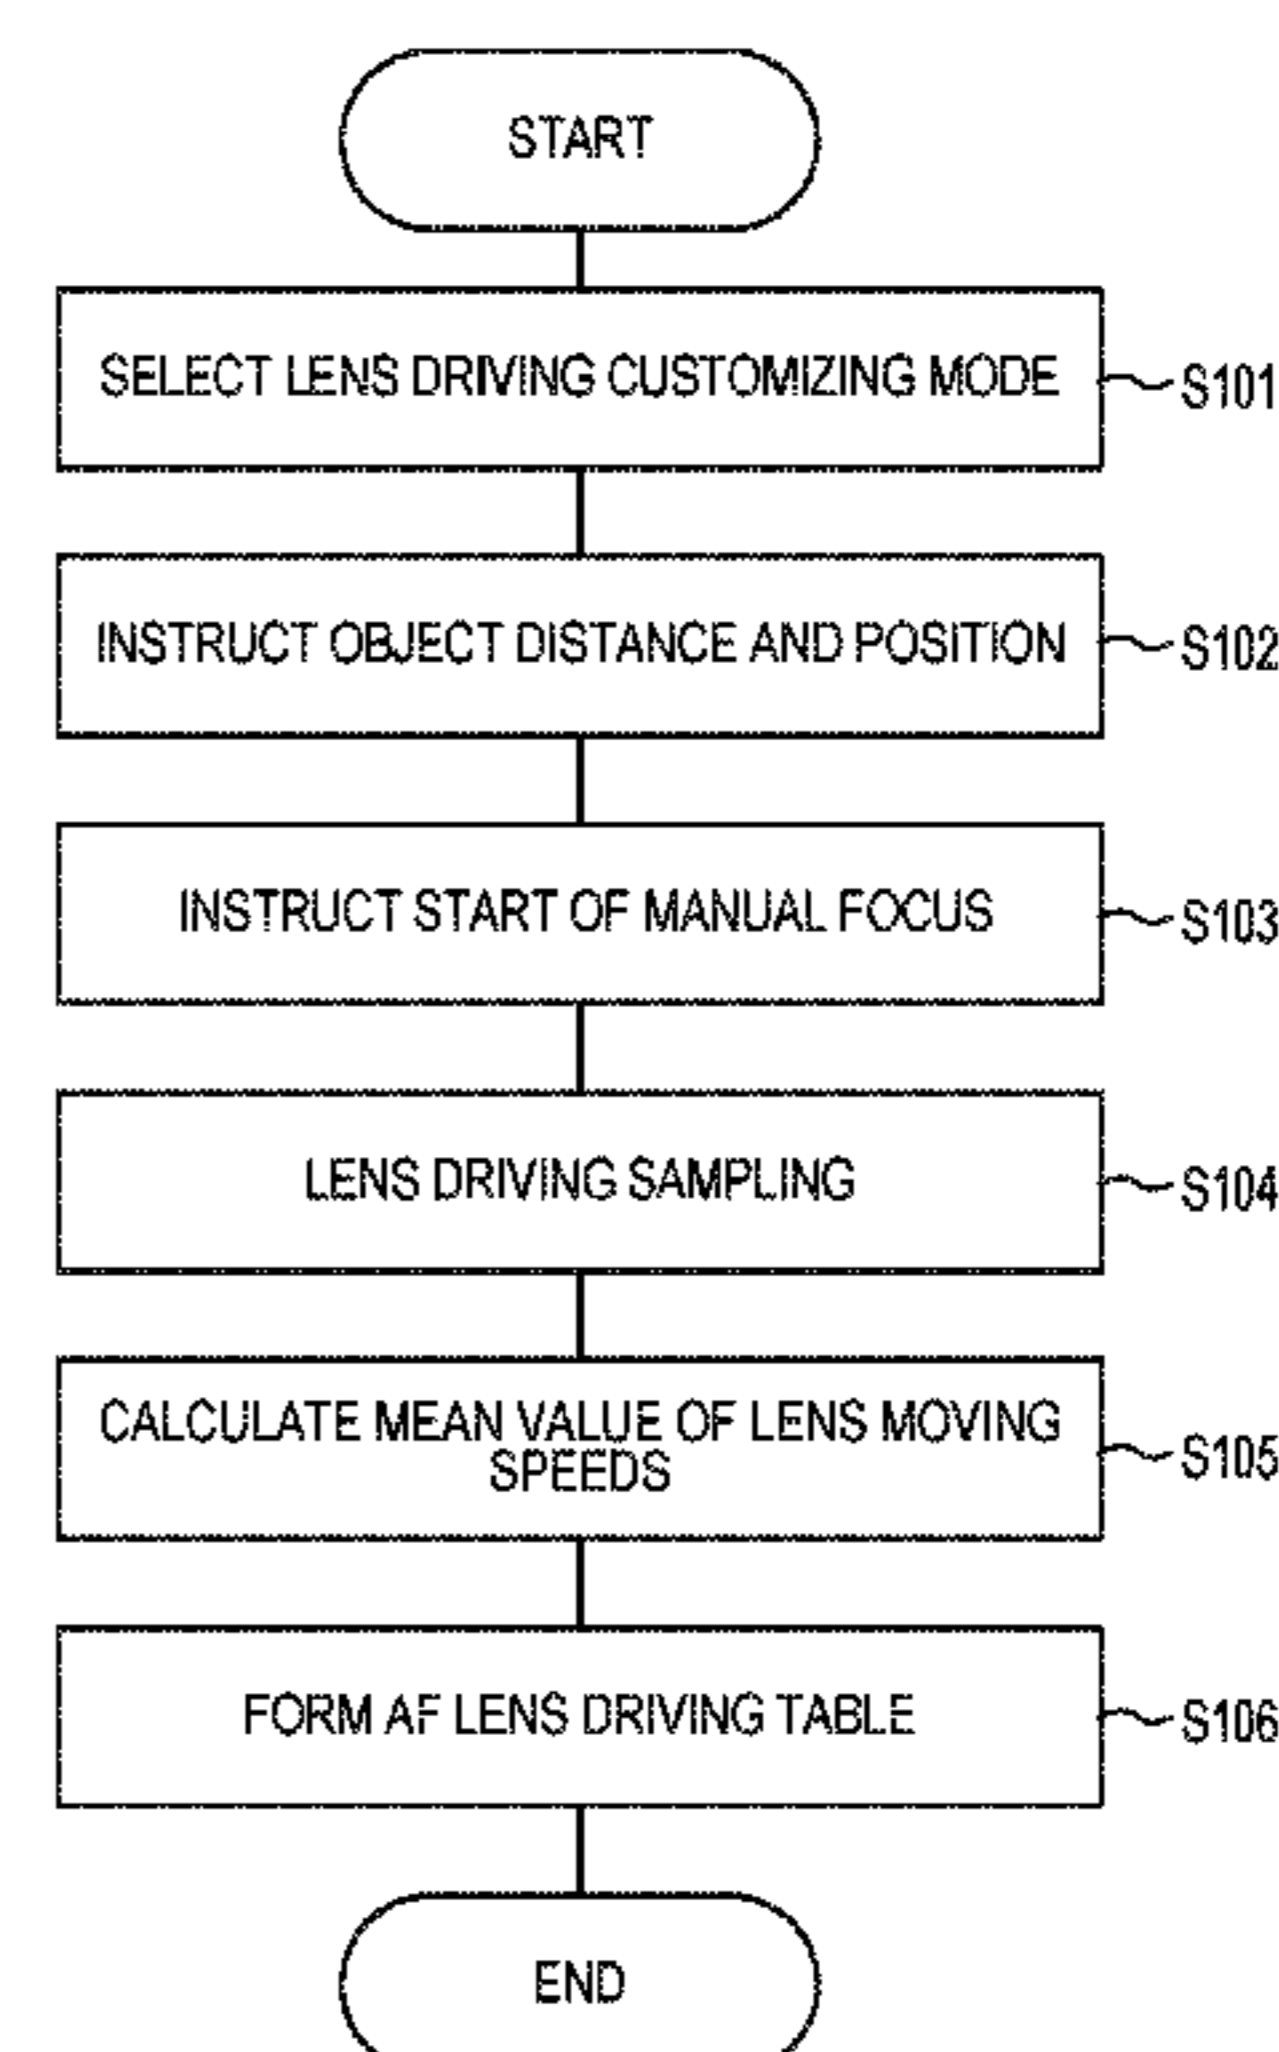 START
SELECT LENS DRIVING CUSTOMIZING MODE
S101
INSTRUCT OBJECT DISTANCE AND POSITION
S102
INSTRUCT START OF MANUAL FOCUS
S103
LENS DRIVING SAMPLING
S104
CALCULATE MEAN VALUE OF LENS MOVING
SPEEDS
S105
FORM AF LENS DRIVING TABLE
S106
END